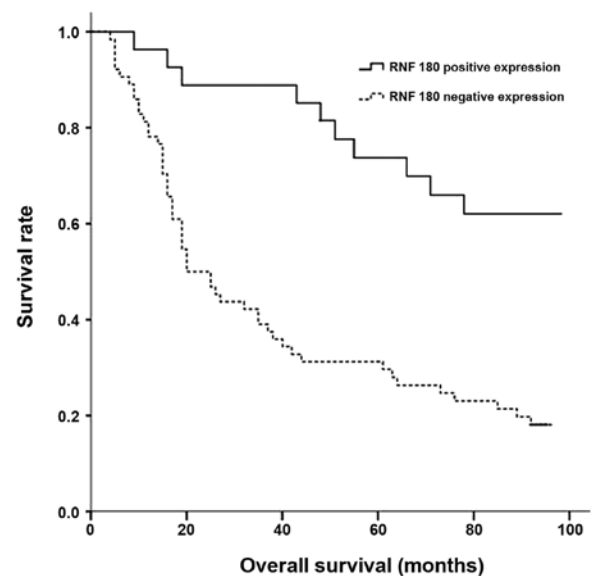 1.0
0.8
0.6
0.4
0.2
0.0
Survival rate
RNF 180 positive expression
RNF 180 negative expression
0 20 40 60 80 100
Overall survival (months)